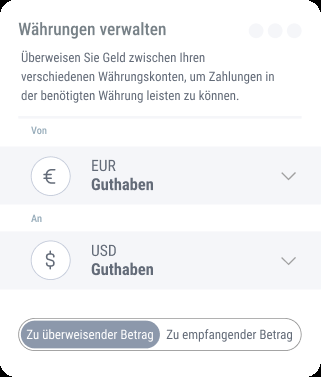 Währungen verwalten
Überweisen Sie Geld zwischen Ihren
verschiedenen Währungskonten, um Zahlungen in
der benötigten Währung leisten zu können.
Von
€
EUR
Guthaben
An
$
USD
Guthaben
Zu überweisender Betrag Zu empfangender Betrag